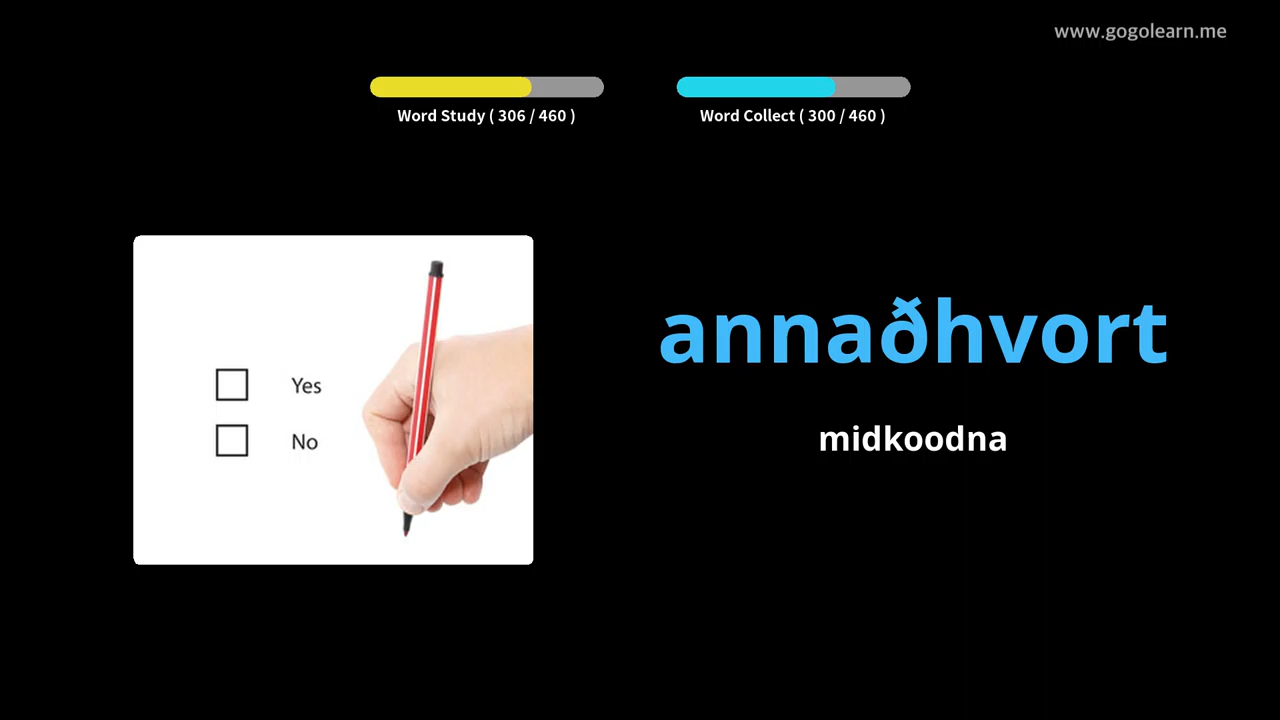 www.gogolearn.me
Word Study ( 306 / 460 )
Word Collect ( 300 / 460 )
Yes
No
annaðhvort
midkoodna